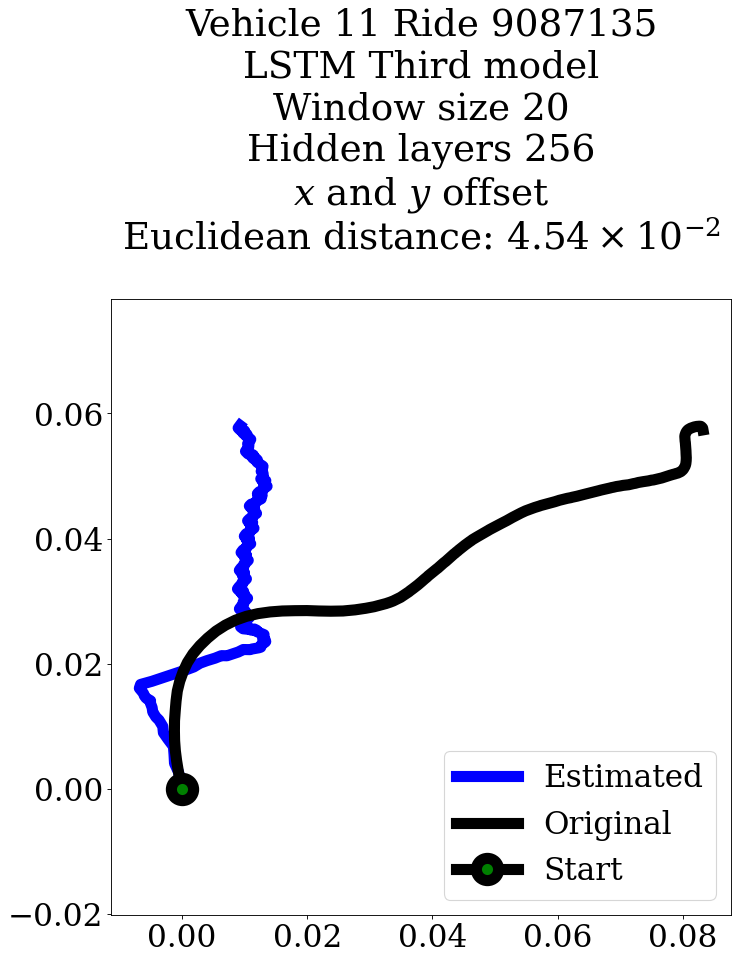 Vehicle 11 Ride 9087135
LSTM Third model
Window size 20
Hidden layers 256
x and y offset
Euclidean distance: 4.54 × 10⁻²
0.06
0.04
0.02
0.00
−0.02
Estimated
Original
Start
0.00 0.02 0.04 0.06 0.08